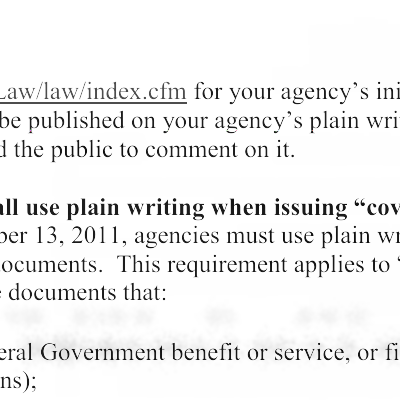 Law/law/index.cfm for your agency's ini
be published on your agency's plain wri
d the public to comment on it.
all use plain writing when issuing "cov
ber 13, 2011, agencies must use plain wr
documents.  This requirement applies to "
e documents that:
eral Government benefit or service, or fi
ns);